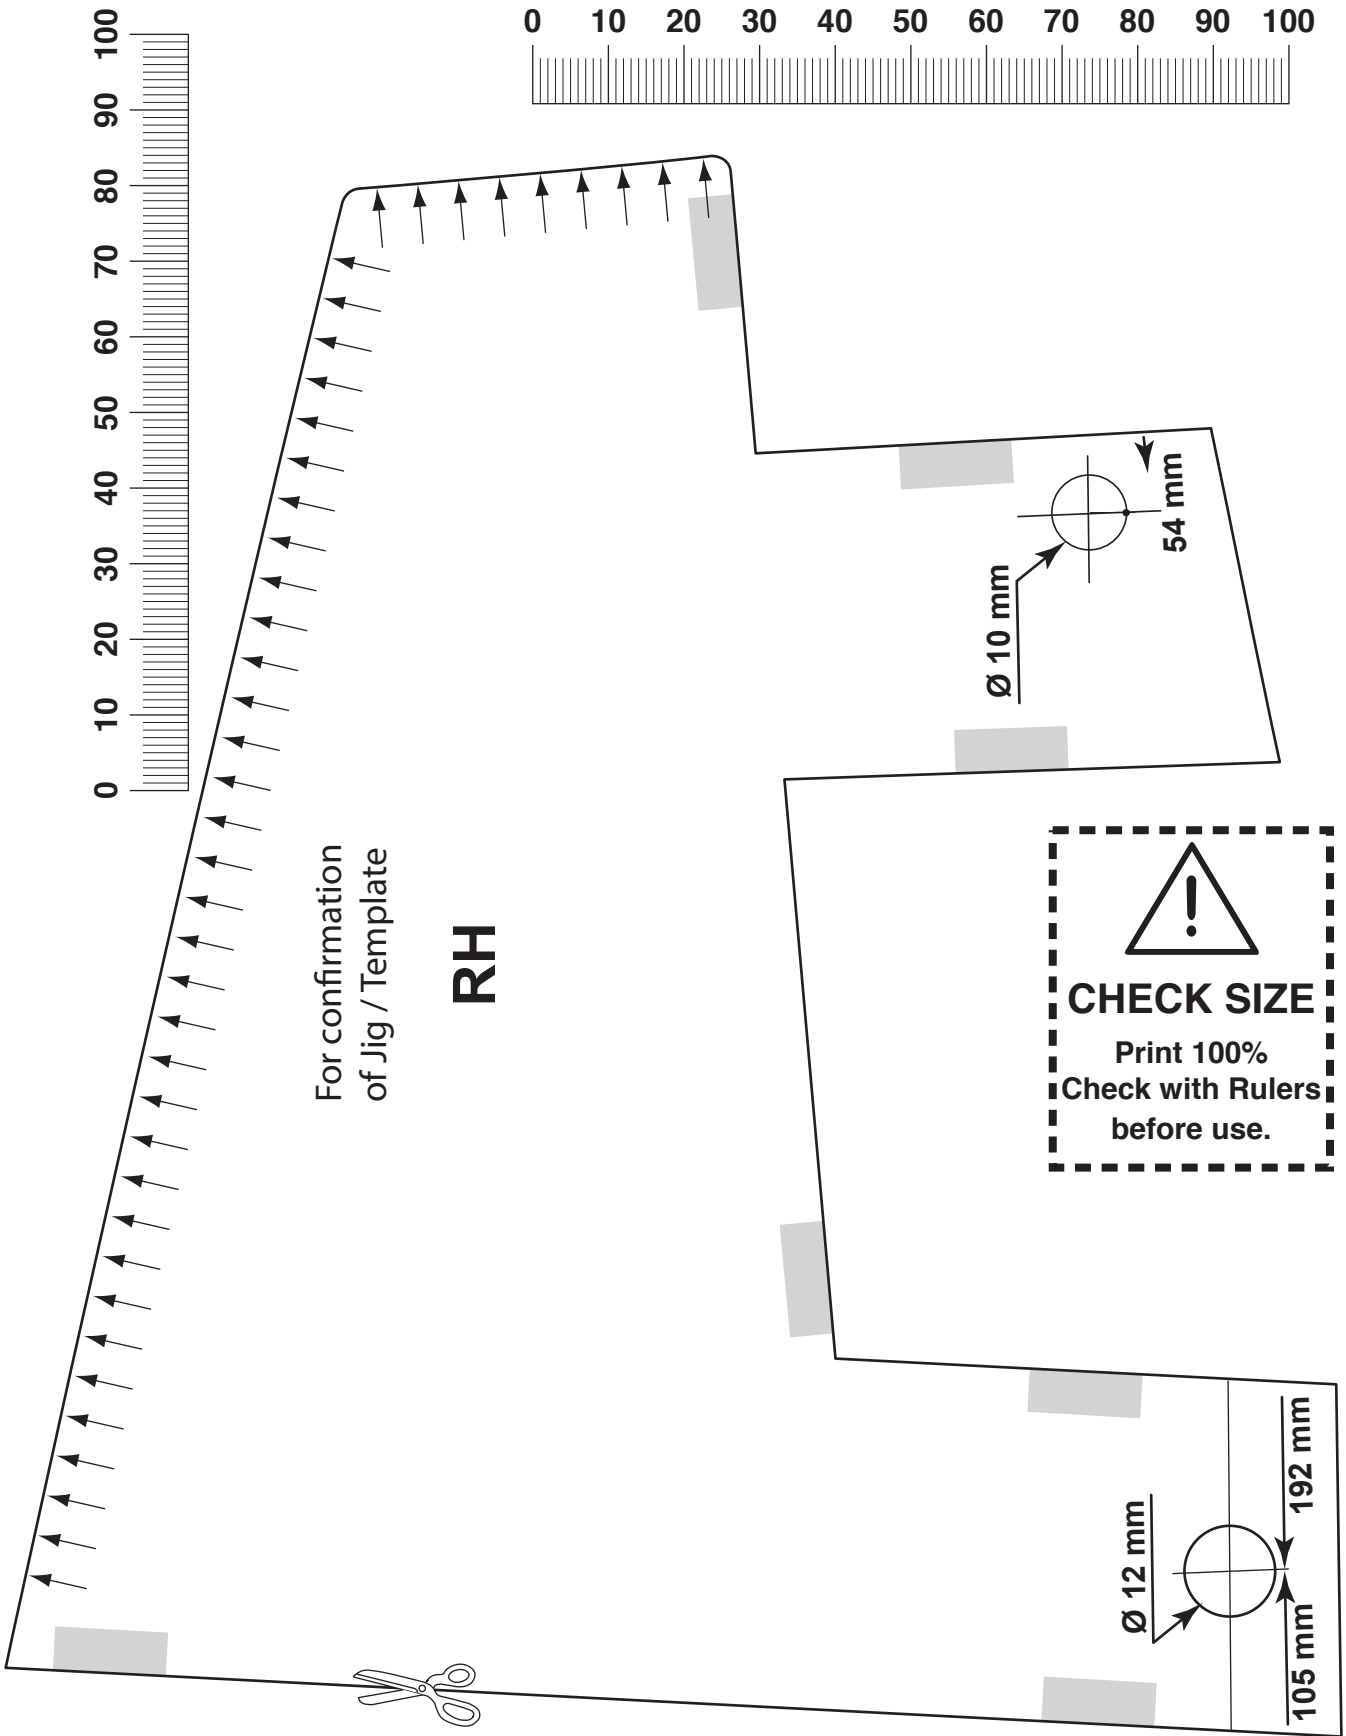 0 10 20 30 40 50 60 70 80 90 100
100
90
80
70
60
50
40
30
20
10
0
54 mm
Ø 10 mm
For confirmation
of Jig / Template
RH
!
CHECK SIZE
Print 100%
Check with Rulers
before use.
192 mm
Ø 12 mm
105 mm